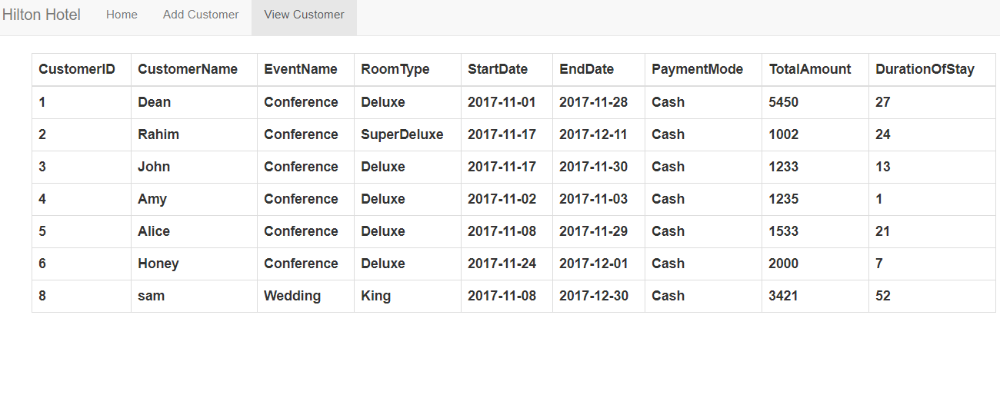 Hilton Hotel Home Add Customer View Customer
CustomerID CustomerName EventName RoomType StartDate EndDate PaymentMode TotalAmount DurationOfStay
1 Dean Conference Deluxe 2017-11-01 2017-11-28 Cash 5450 27
2 Rahim Conference SuperDeluxe 2017-11-17 2017-12-11 Cash 1002 24
3 John Conference Deluxe 2017-11-17 2017-11-30 Cash 1233 13
4 Amy Conference Deluxe 2017-11-02 2017-11-03 Cash 1235 1
5 Alice Conference Deluxe 2017-11-08 2017-11-29 Cash 1533 21
6 Honey Conference Deluxe 2017-11-24 2017-12-01 Cash 2000 7
8 sam Wedding King 2017-11-08 2017-12-30 Cash 3421 52